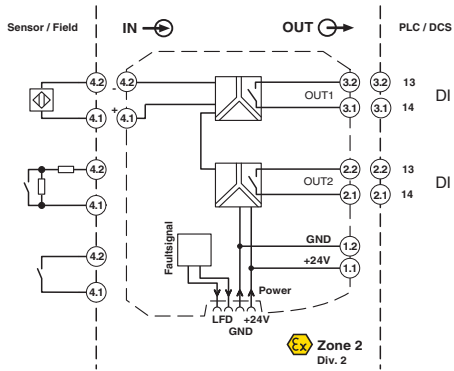 Sensor / Field
IN
OUT
PLC / DCS
4.2
4.2
-
OUT1
3.2
3.2
13
DI
4.1
+
4.1
3.1
3.1
14
4.2
OUT2
2.2
2.2
13
DI
4.1
2.1
2.1
14
Faultsignal
GND
1.2
4.2
+24V
1.1
4.1
Power
LFD
+24V
GND
Ex
Zone 2
Div. 2